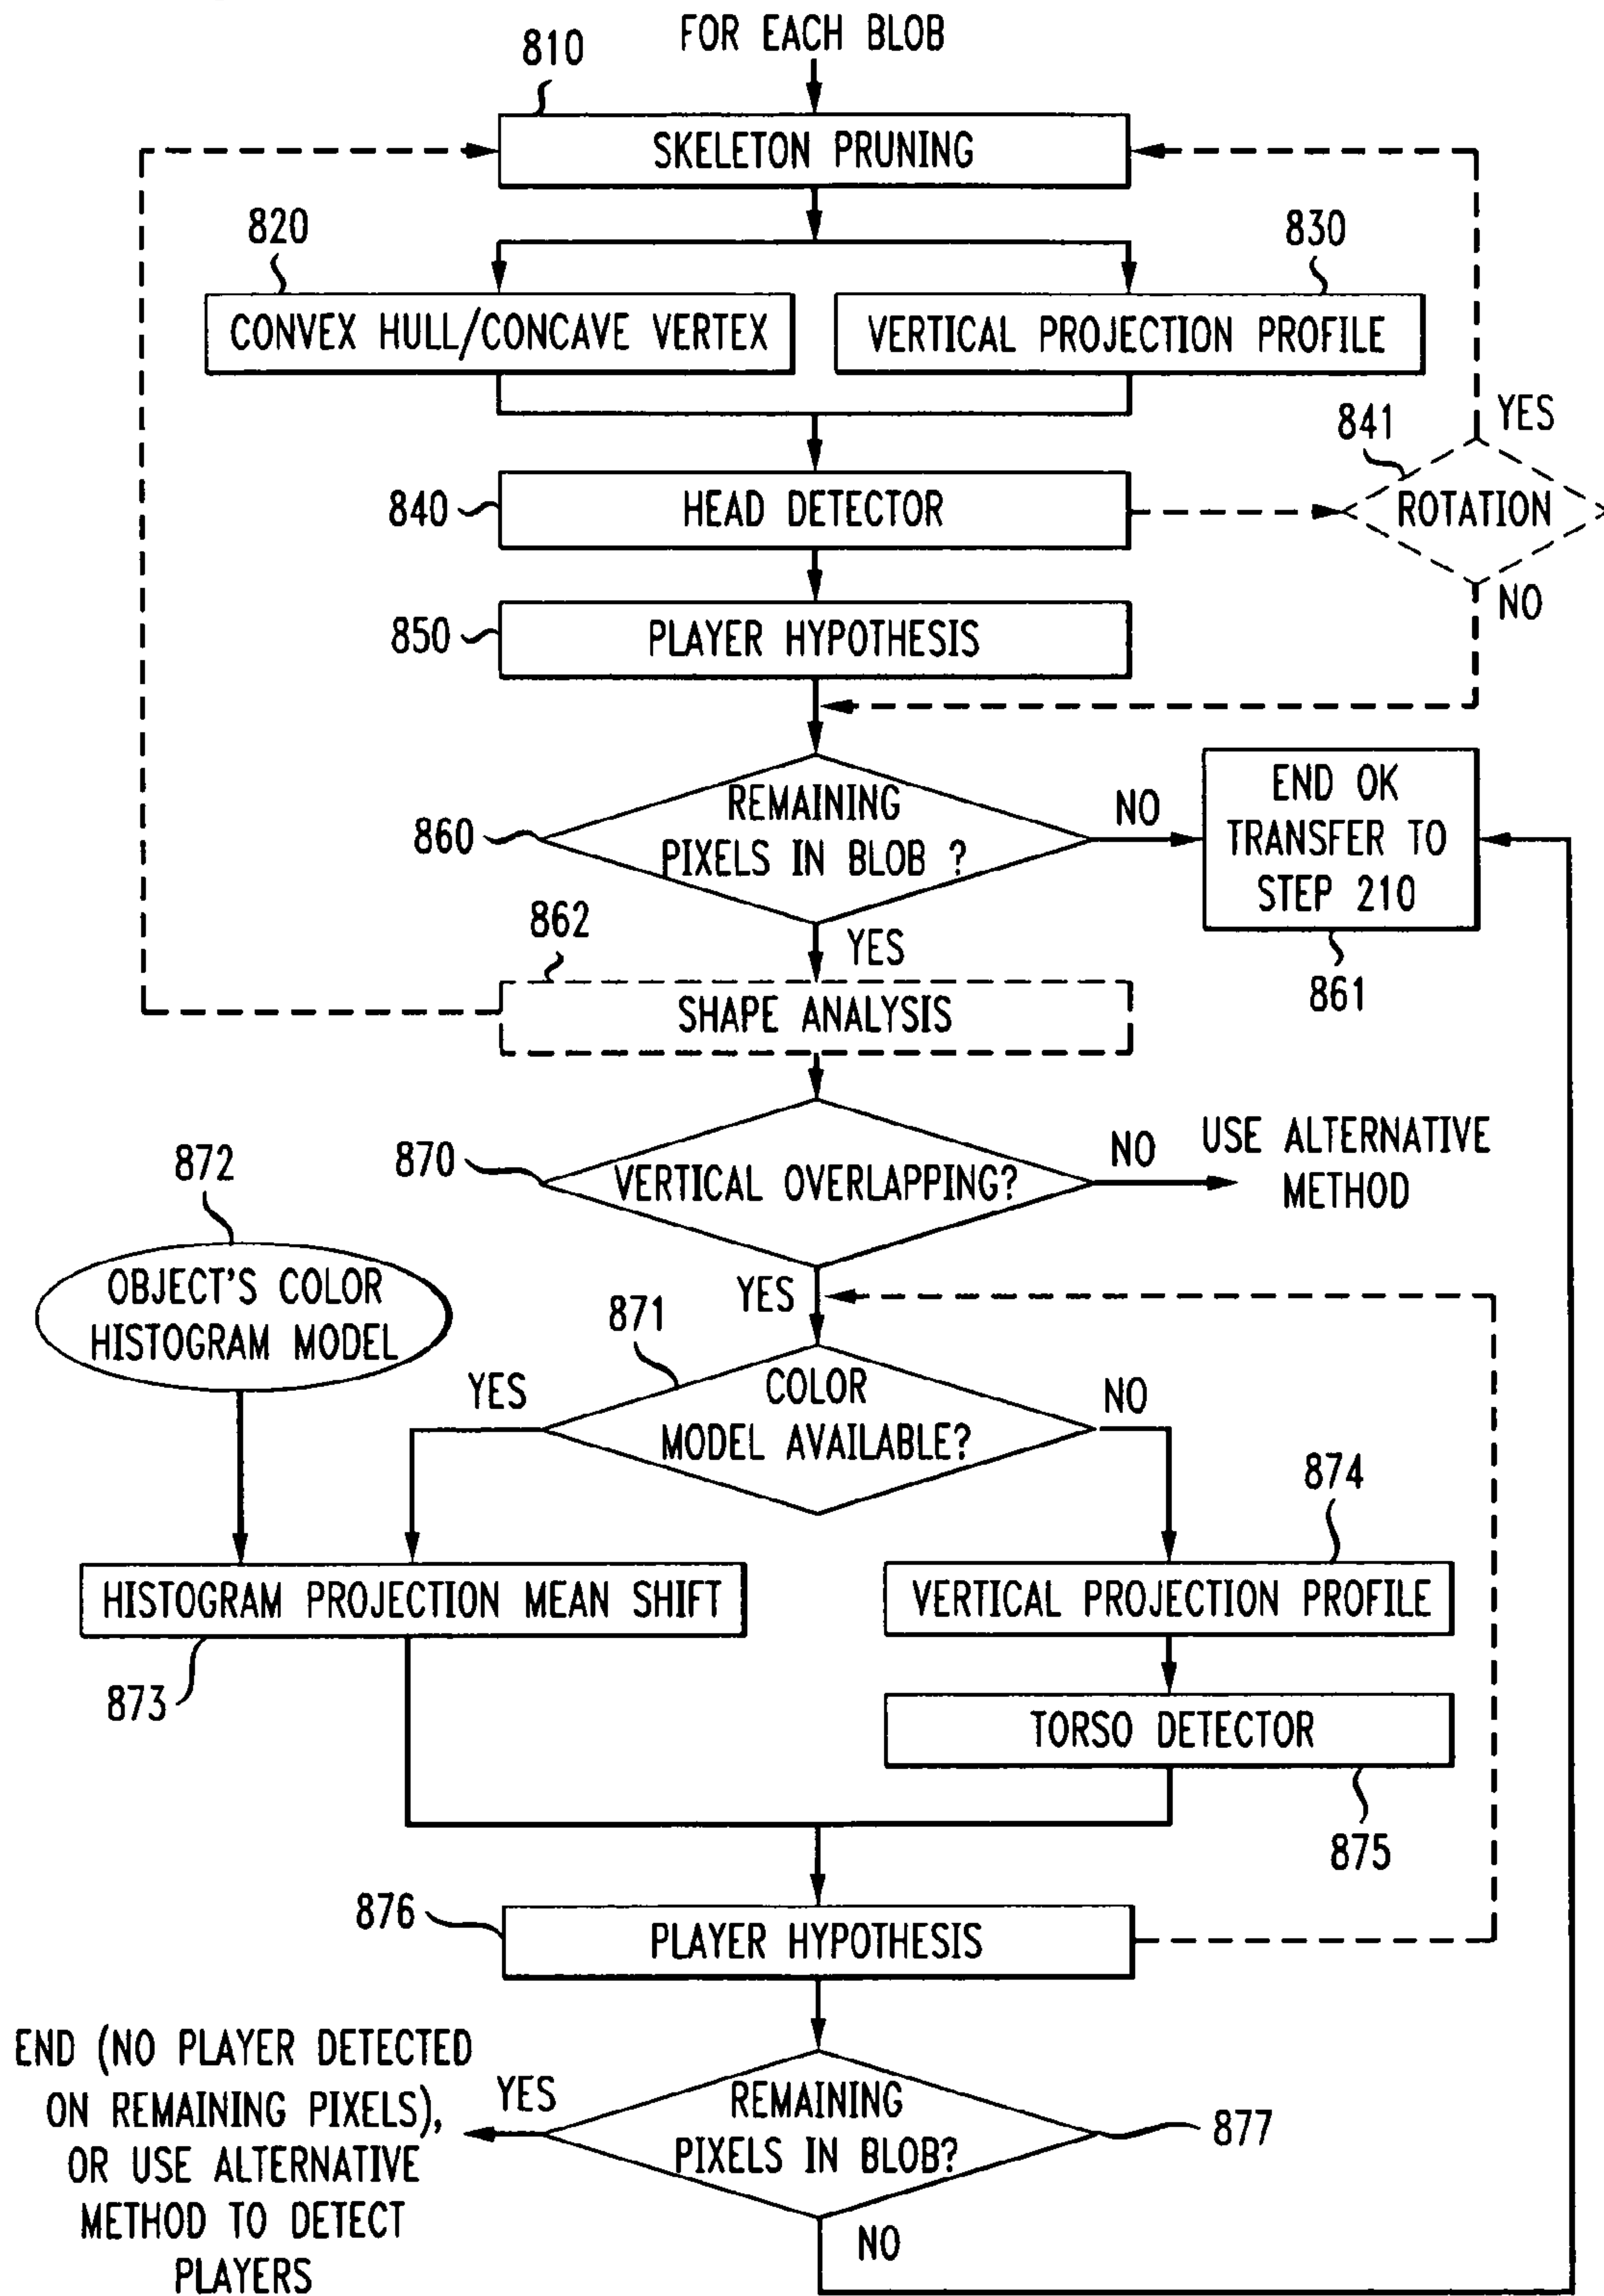 FOR EACH BLOB
810
SKELETON PRUNING
820
830
CONVEX HULL/CONCAVE VERTEX
VERTICAL PROJECTION PROFILE
841
YES
840
HEAD DETECTOR
ROTATION
NO
850
PLAYER HYPOTHESIS
860
REMAINING
PIXELS IN BLOB ?
NO
END OK
TRANSFER TO
STEP 210
861
YES
862
SHAPE ANALYSIS
870
VERTICAL OVERLAPPING?
NO
USE ALTERNATIVE
METHOD
872
OBJECT'S COLOR
HISTOGRAM MODEL
YES
871
YES
COLOR
MODEL AVAILABLE?
NO
874
HISTOGRAM PROJECTION MEAN SHIFT
VERTICAL PROJECTION PROFILE
873
TORSO DETECTOR
875
876
PLAYER HYPOTHESIS
END (NO PLAYER DETECTED
ON REMAINING PIXELS),
OR USE ALTERNATIVE
METHOD TO DETECT
PLAYERS
YES
REMAINING
PIXELS IN BLOB?
877
NO